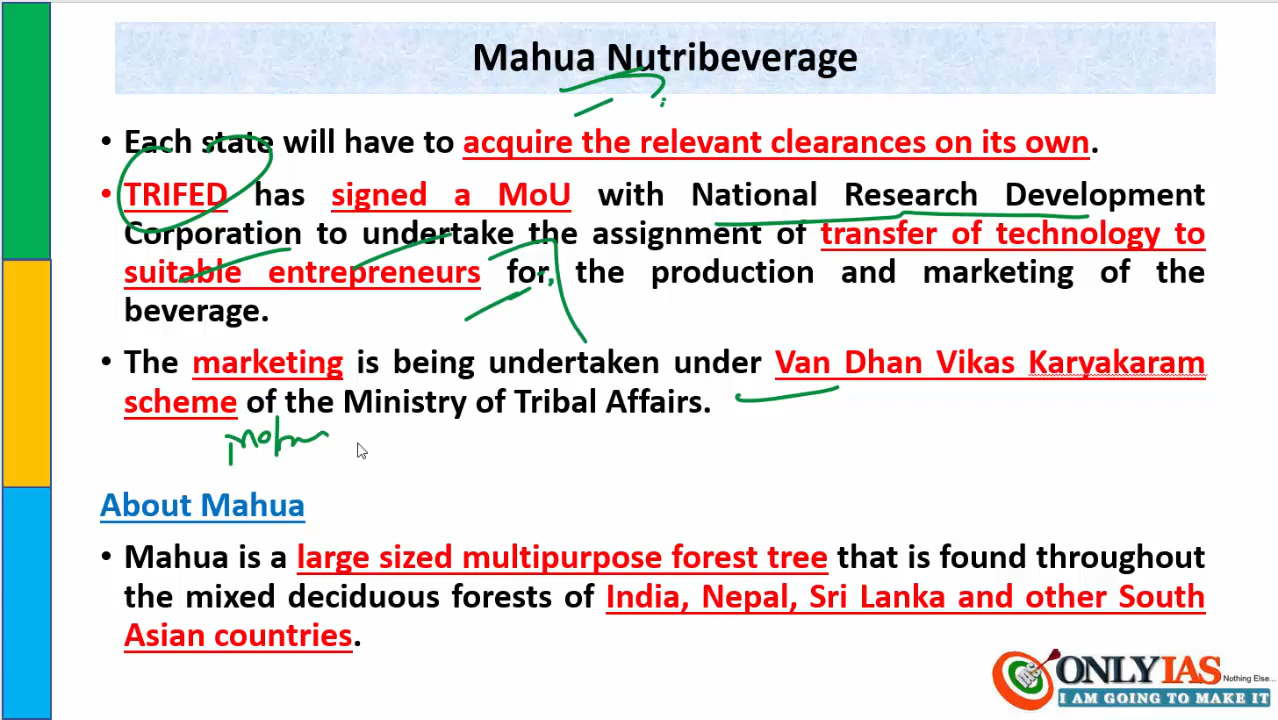 Mahua Nutribeverage
• Each state will have to acquire the relevant clearances on its own.
• TRIFED has signed a MoU with National Research Development
Corporation to undertake the assignment of transfer of technology to
suitable entrepreneurs for, the production and marketing of the
beverage.
• The marketing is being undertaken under Van Dhan Vikas Karyakaram
scheme of the Ministry of Tribal Affairs.
About Mahua
• Mahua is a large sized multipurpose forest tree that is found throughout
the mixed deciduous forests of India, Nepal, Sri Lanka and other South
Asian countries.
ONLYIAS
Nothing Else...
I AM GOING TO MAKE IT